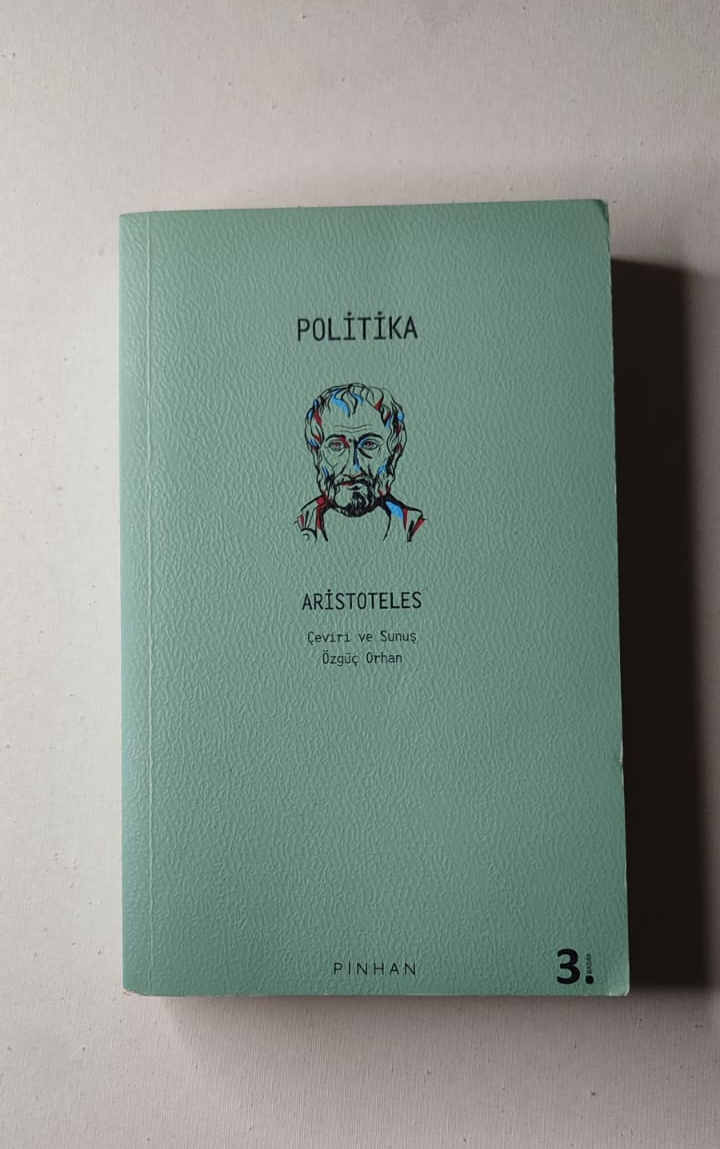 POLİTİKA
ARİSTOTELES
Çeviri ve Sunuş
Özgüç Orhan
PINHAN
3.